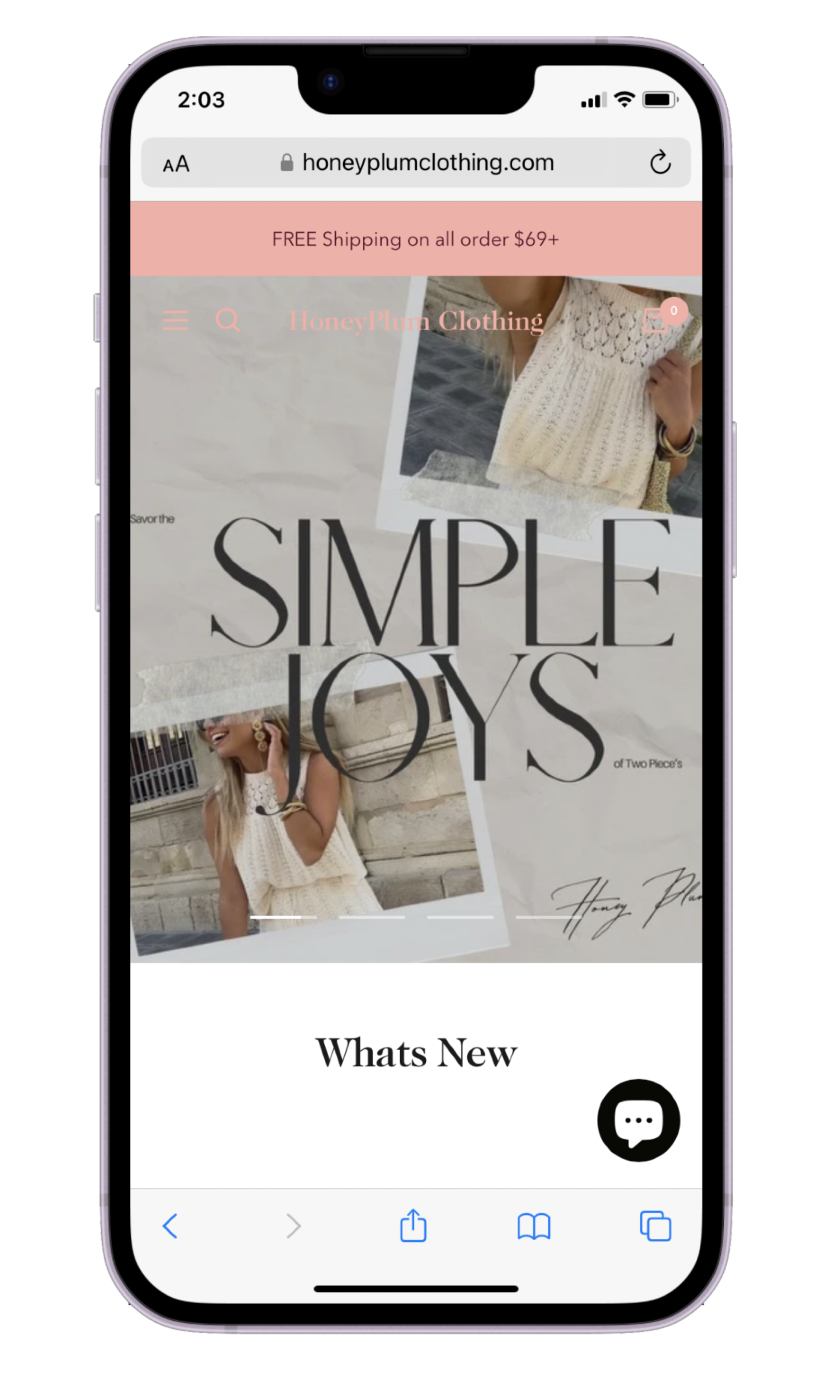 2:03
AA honeyplumclothing.com
FREE Shipping on all order $69+
HoneyPlum Clothing 0
Savor the
SIMPLE
JOYS
of Two Piece's
Honey Plu
Whats New